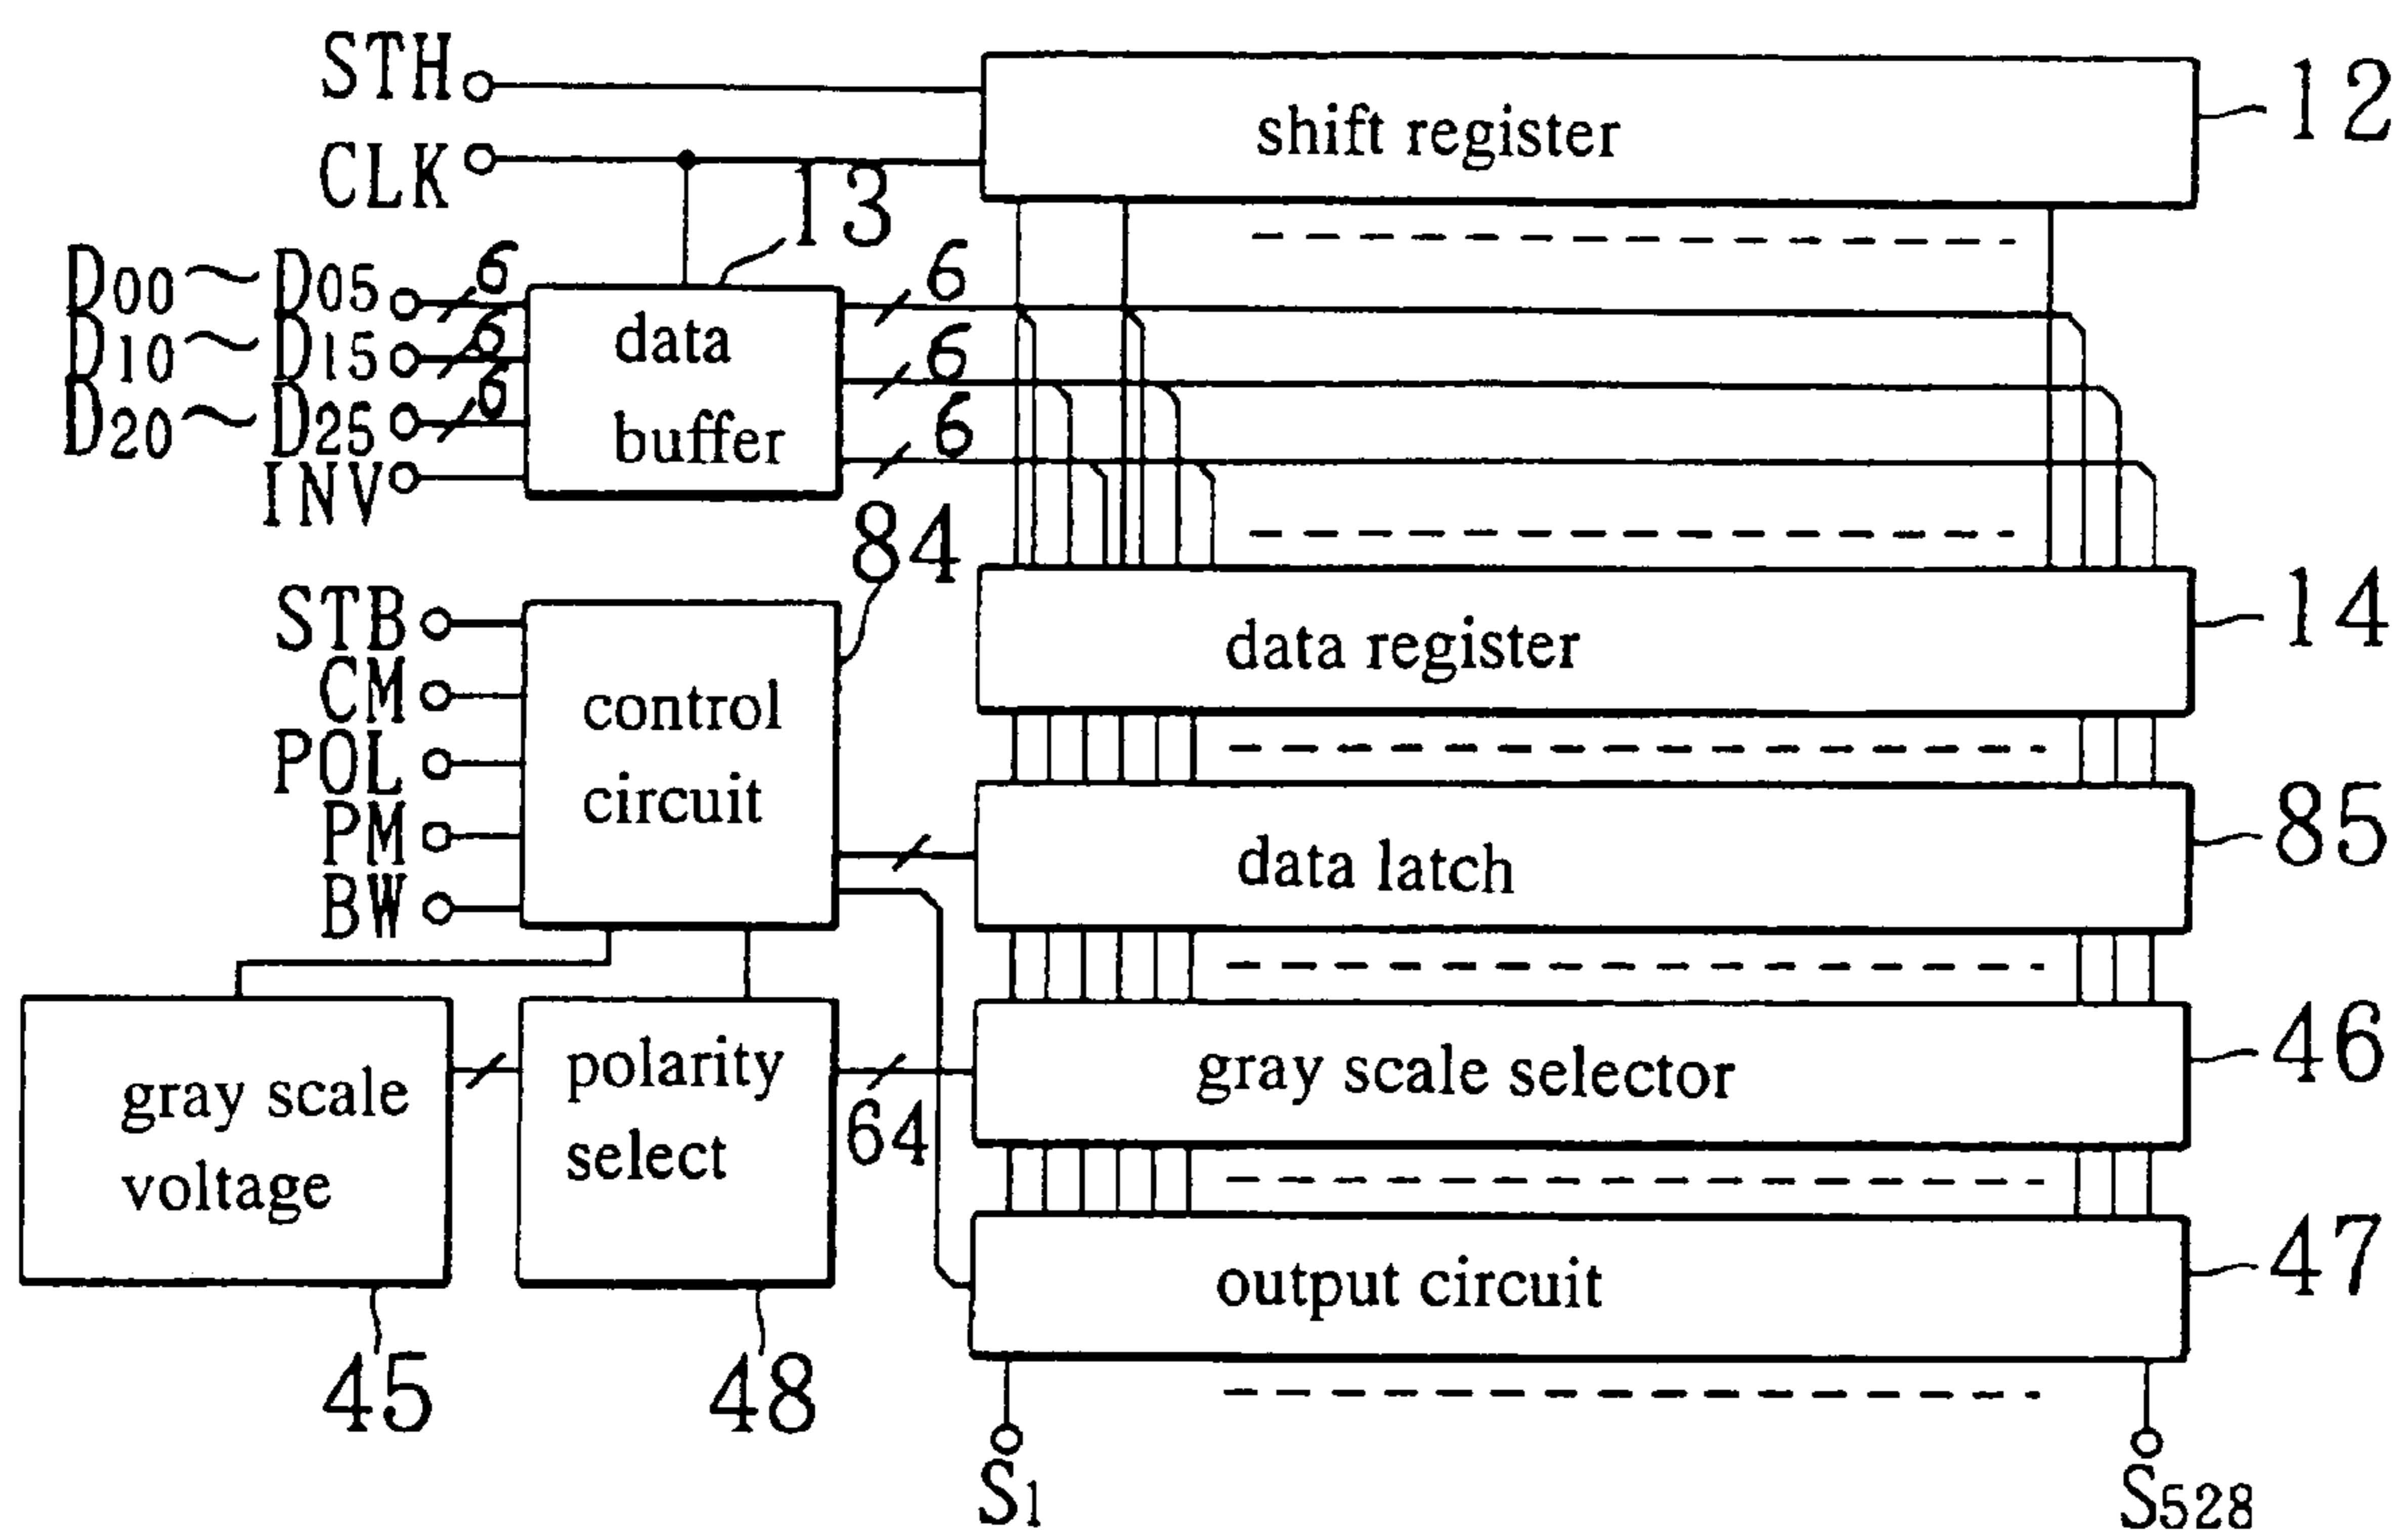 STH
shift register
12
CLK
13
D00~D05
6
6
D10~D15
6
6
D20~D25
6
6
INV
data
buffer
84
STB
CM
POL
PM
BW
control
circuit
data register
14
data latch
85
gray scale
voltage
45
polarity
select
48
64
gray scale selector
46
output circuit
47
S1
S528